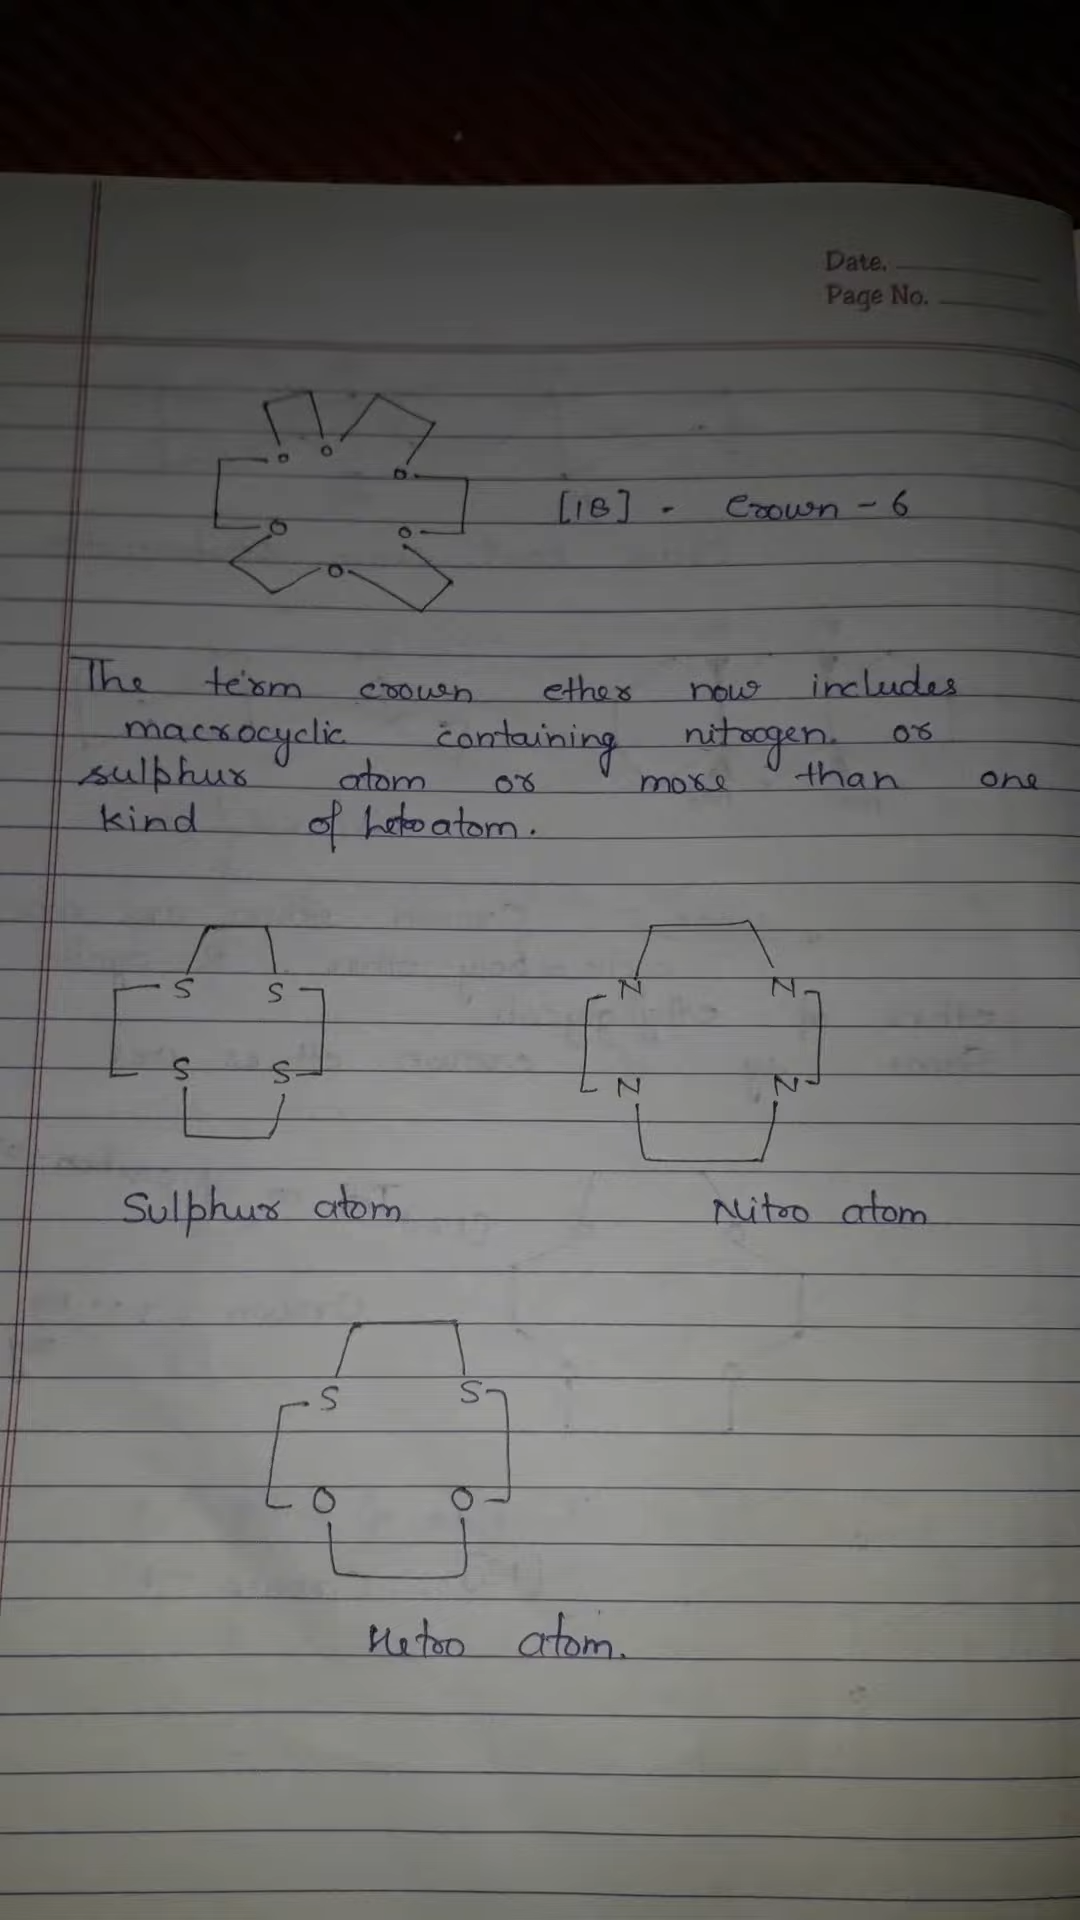 Date.
Page No.
o o o
[18] - Crown - 6
o o
o
The term crown ether now includes
macrocyclic containing nitrogen. or
sulphur atom or more than one
kind of hetroatom.
S S N N
S S N N
Sulphur atom Nitro atom
S S
O O
Hetro atom.